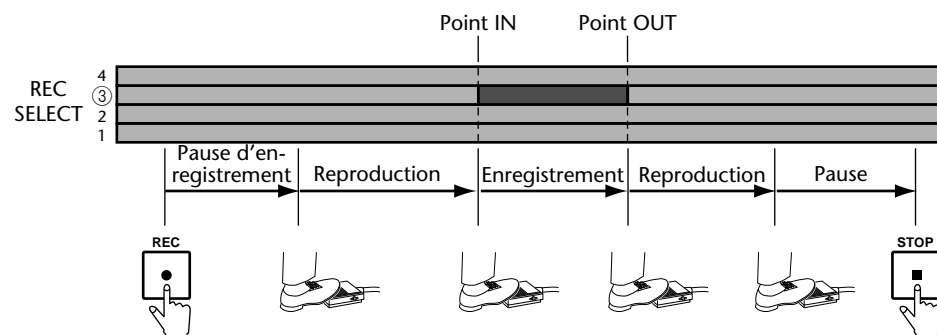 Point IN Point OUT
4
REC ③
SELECT 2
1
Pause d'en-
registrement
Reproduction
Enregistrement
Reproduction
Pause
REC
STOP